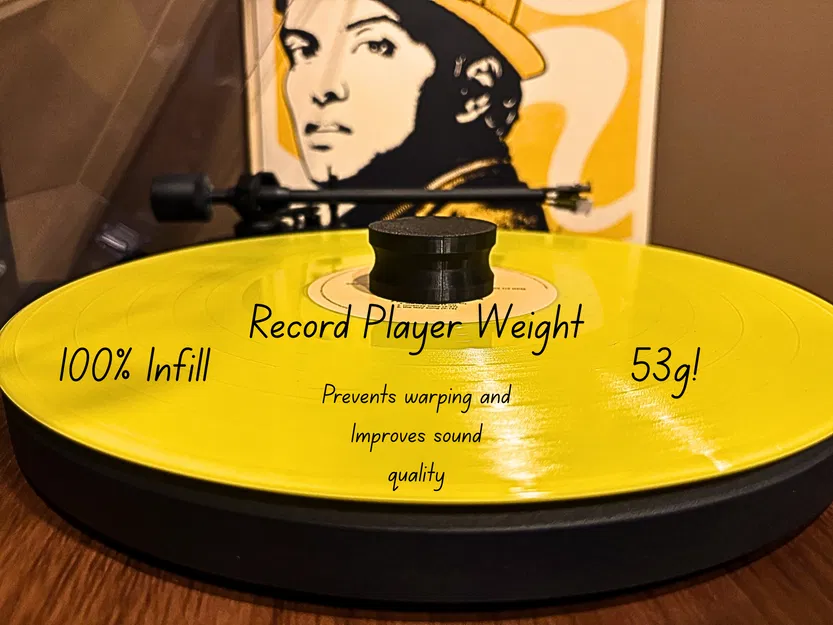 Record Player Weight
100% Infill
53g!
Prevents warping and
Improves sound
quality